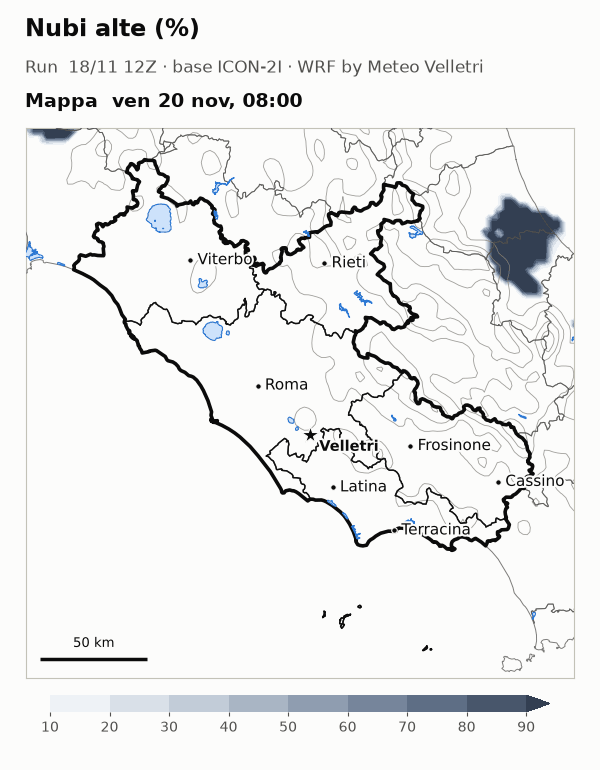 Nubi alte (%)
Run  18/11 12Z · base ICON-2I · WRF by Meteo Velletri
Mappa  ven 20 nov, 08:00
Viterbo
Rieti
Roma
Velletri
Frosinone
Cassino
Latina
Terracina
50 km
10 20 30 40 50 60 70 80 90